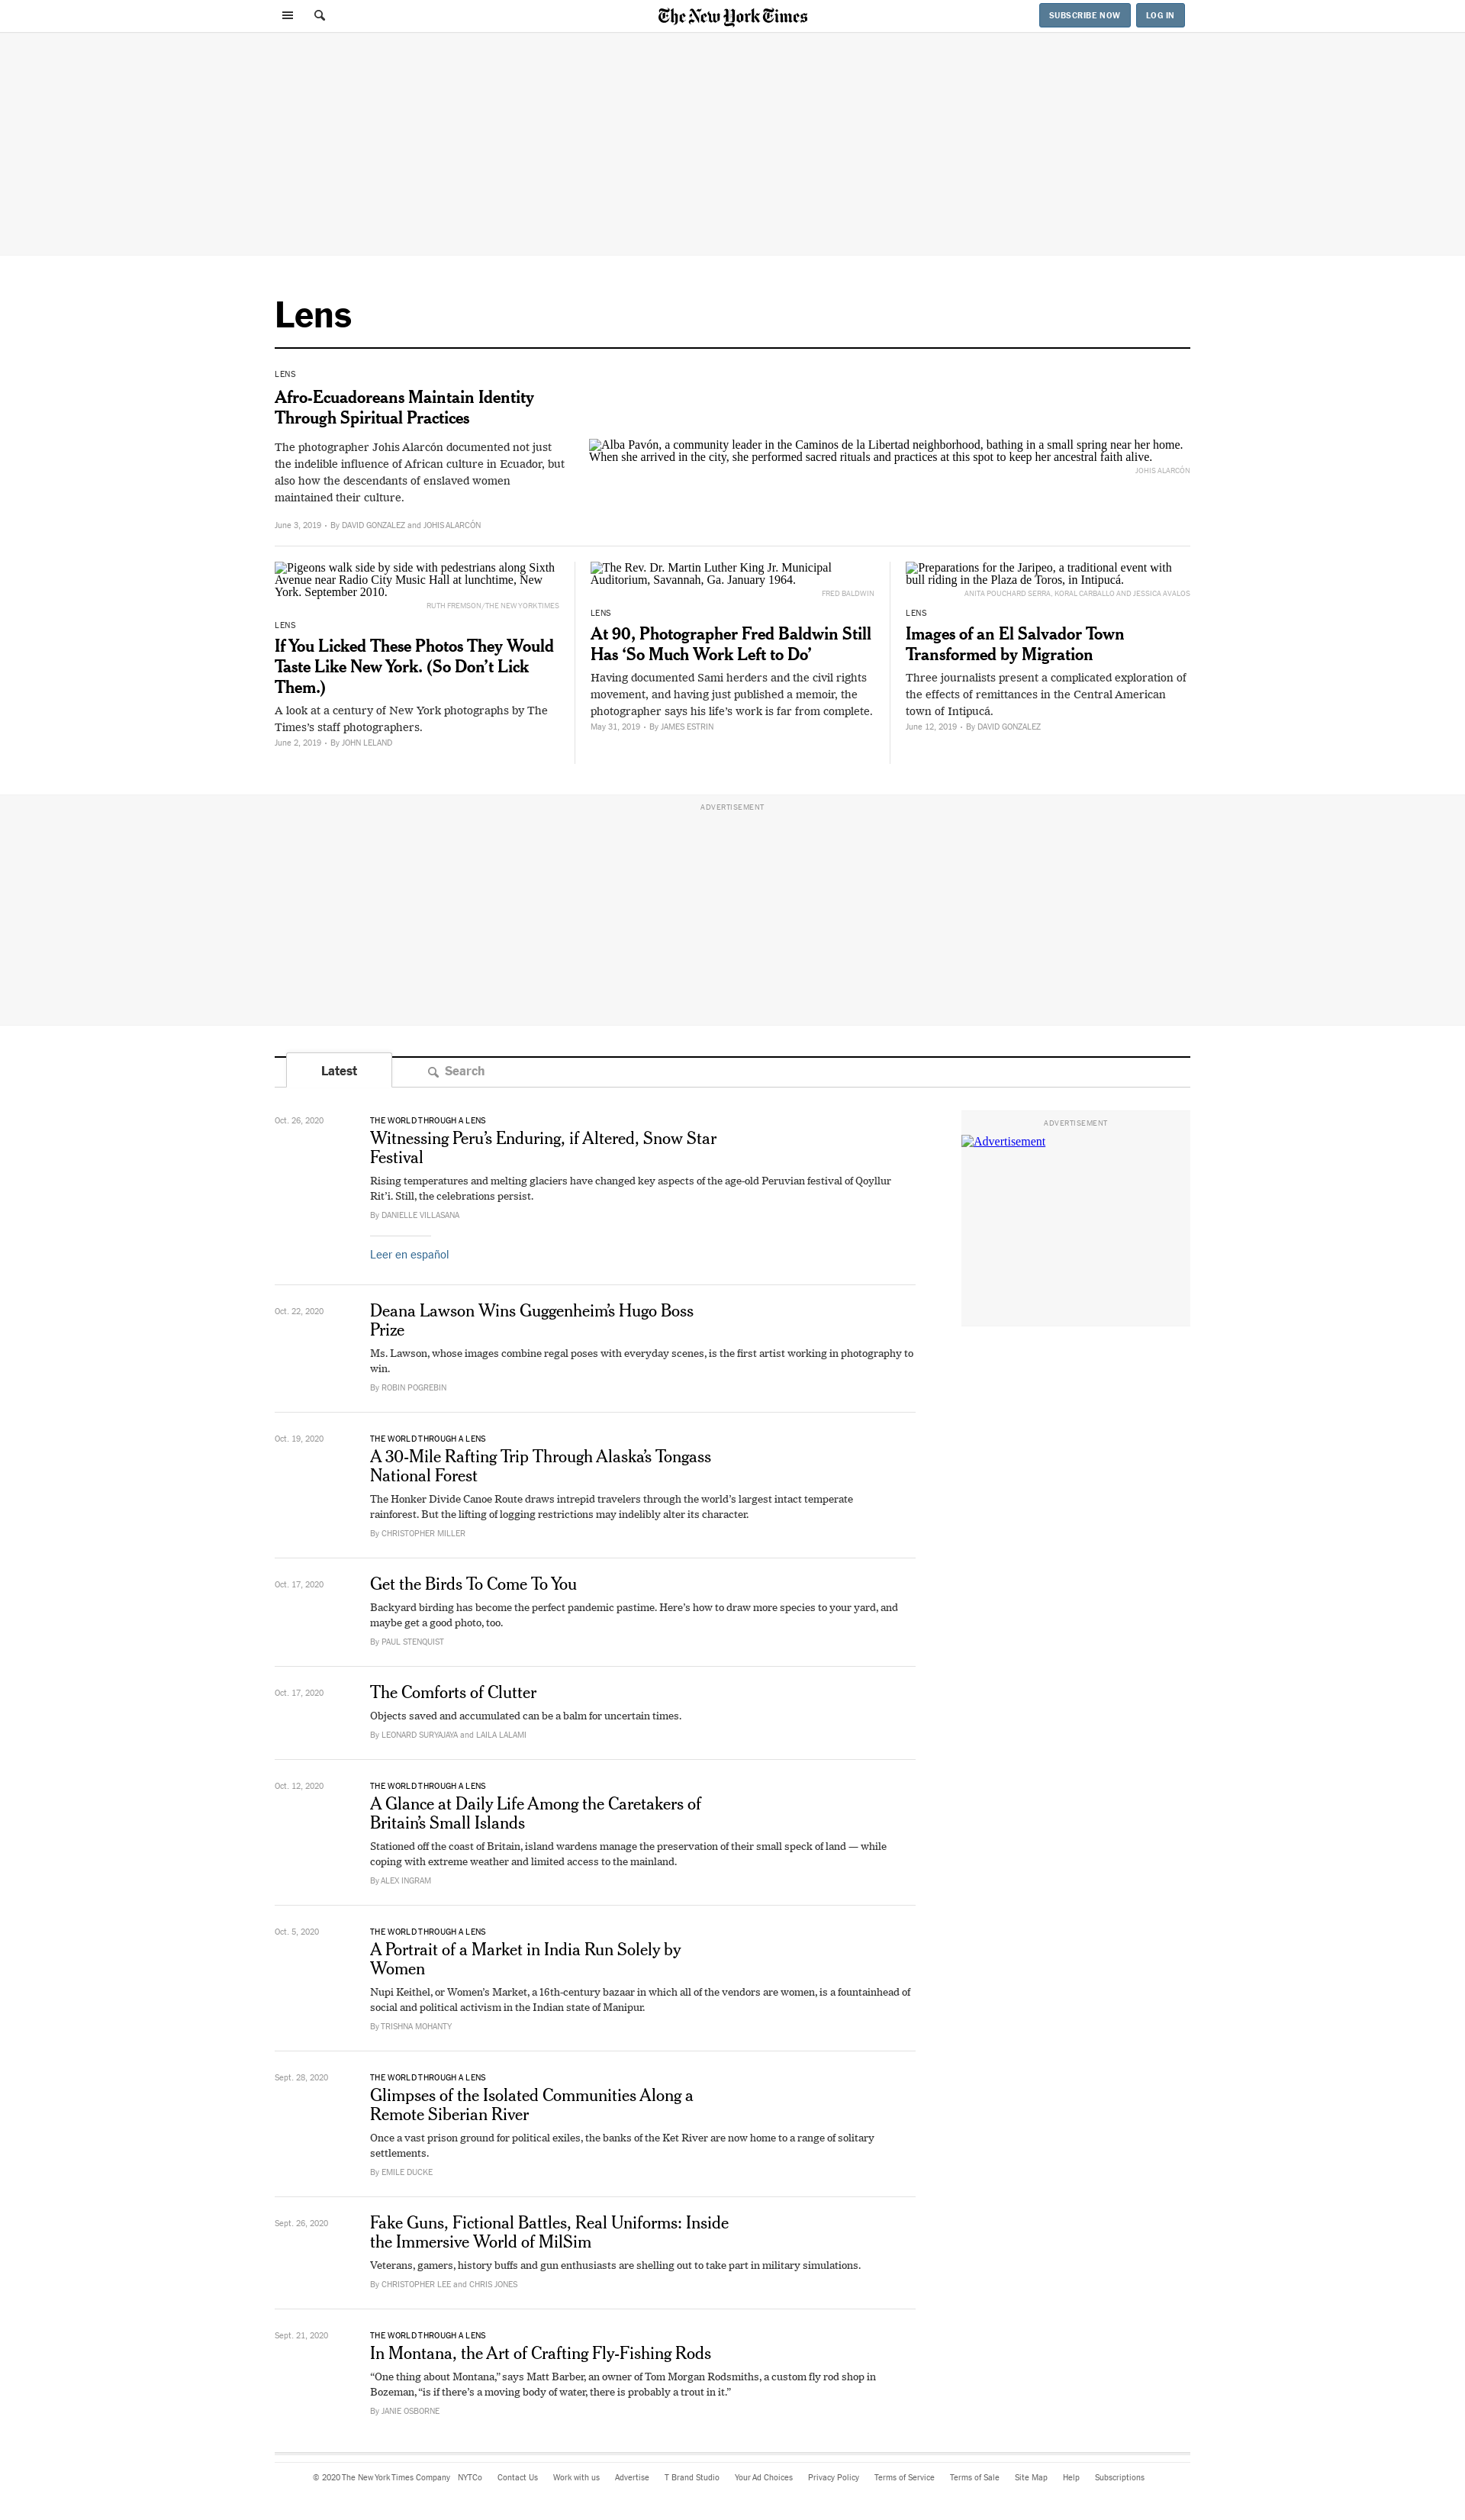 The New York Times
SUBSCRIBE NOW
LOG IN
Lens
LENS
Afro-Ecuadoreans Maintain Identity
Through Spiritual Practices
The photographer Johis Alarcón documented not just
the indelible influence of African culture in Ecuador, but
also how the descendants of enslaved women
maintained their culture.
June 3, 2019 • By DAVID GONZALEZ and JOHIS ALARCÓN
Alba Pavón, a community leader in the Caminos de la Libertad neighborhood, bathing in a small spring near her home.
When she arrived in the city, she performed sacred rituals and practices at this spot to keep her ancestral faith alive.
JOHIS ALARCÓN
Pigeons walk side by side with pedestrians along Sixth
Avenue near Radio City Music Hall at lunchtime, New
York. September 2010.
RUTH FREMSON/THE NEW YORK TIMES
LENS
If You Licked These Photos They Would
Taste Like New York. (So Don’t Lick
Them.)
A look at a century of New York photographs by The
Times’s staff photographers.
June 2, 2019 • By JOHN LELAND
The Rev. Dr. Martin Luther King Jr. Municipal
Auditorium, Savannah, Ga. January 1964.
FRED BALDWIN
LENS
At 90, Photographer Fred Baldwin Still
Has ‘So Much Work Left to Do’
Having documented Sami herders and the civil rights
movement, and having just published a memoir, the
photographer says his life’s work is far from complete.
May 31, 2019 • By JAMES ESTRIN
Preparations for the Jaripeo, a traditional event with
bull riding in the Plaza de Toros, in Intipucá.
ANITA POUCHARD SERRA, KORAL CARBALLO AND JESSICA AVALOS
LENS
Images of an El Salvador Town
Transformed by Migration
Three journalists present a complicated exploration of
the effects of remittances in the Central American
town of Intipucá.
June 12, 2019 • By DAVID GONZALEZ
ADVERTISEMENT
Latest
Search
Oct. 26, 2020
THE WORLD THROUGH A LENS
Witnessing Peru’s Enduring, if Altered, Snow Star
Festival
Rising temperatures and melting glaciers have changed key aspects of the age-old Peruvian festival of Qoyllur
Rit’i. Still, the celebrations persist.
By DANIELLE VILLASANA
Leer en español
ADVERTISEMENT
Advertisement
Oct. 22, 2020
Deana Lawson Wins Guggenheim’s Hugo Boss
Prize
Ms. Lawson, whose images combine regal poses with everyday scenes, is the first artist working in photography to
win.
By ROBIN POGREBIN
Oct. 19, 2020
THE WORLD THROUGH A LENS
A 30-Mile Rafting Trip Through Alaska’s Tongass
National Forest
The Honker Divide Canoe Route draws intrepid travelers through the world’s largest intact temperate
rainforest. But the lifting of logging restrictions may indelibly alter its character.
By CHRISTOPHER MILLER
Oct. 17, 2020
Get the Birds To Come To You
Backyard birding has become the perfect pandemic pastime. Here’s how to draw more species to your yard, and
maybe get a good photo, too.
By PAUL STENQUIST
Oct. 17, 2020
The Comforts of Clutter
Objects saved and accumulated can be a balm for uncertain times.
By LEONARD SURYAJAYA and LAILA LALAMI
Oct. 12, 2020
THE WORLD THROUGH A LENS
A Glance at Daily Life Among the Caretakers of
Britain’s Small Islands
Stationed off the coast of Britain, island wardens manage the preservation of their small speck of land — while
coping with extreme weather and limited access to the mainland.
By ALEX INGRAM
Oct. 5, 2020
THE WORLD THROUGH A LENS
A Portrait of a Market in India Run Solely by
Women
Nupi Keithel, or Women’s Market, a 16th-century bazaar in which all of the vendors are women, is a fountainhead of
social and political activism in the Indian state of Manipur.
By TRISHNA MOHANTY
Sept. 28, 2020
THE WORLD THROUGH A LENS
Glimpses of the Isolated Communities Along a
Remote Siberian River
Once a vast prison ground for political exiles, the banks of the Ket River are now home to a range of solitary
settlements.
By EMILE DUCKE
Sept. 26, 2020
Fake Guns, Fictional Battles, Real Uniforms: Inside
the Immersive World of MilSim
Veterans, gamers, history buffs and gun enthusiasts are shelling out to take part in military simulations.
By CHRISTOPHER LEE and CHRIS JONES
Sept. 21, 2020
THE WORLD THROUGH A LENS
In Montana, the Art of Crafting Fly-Fishing Rods
“One thing about Montana,” says Matt Barber, an owner of Tom Morgan Rodsmiths, a custom fly rod shop in
Bozeman, “is if there’s a moving body of water, there is probably a trout in it.”
By JANIE OSBORNE
© 2020 The New York Times Company NYTCo Contact Us Work with us Advertise T Brand Studio Your Ad Choices Privacy Policy Terms of Service Terms of Sale Site Map Help Subscriptions